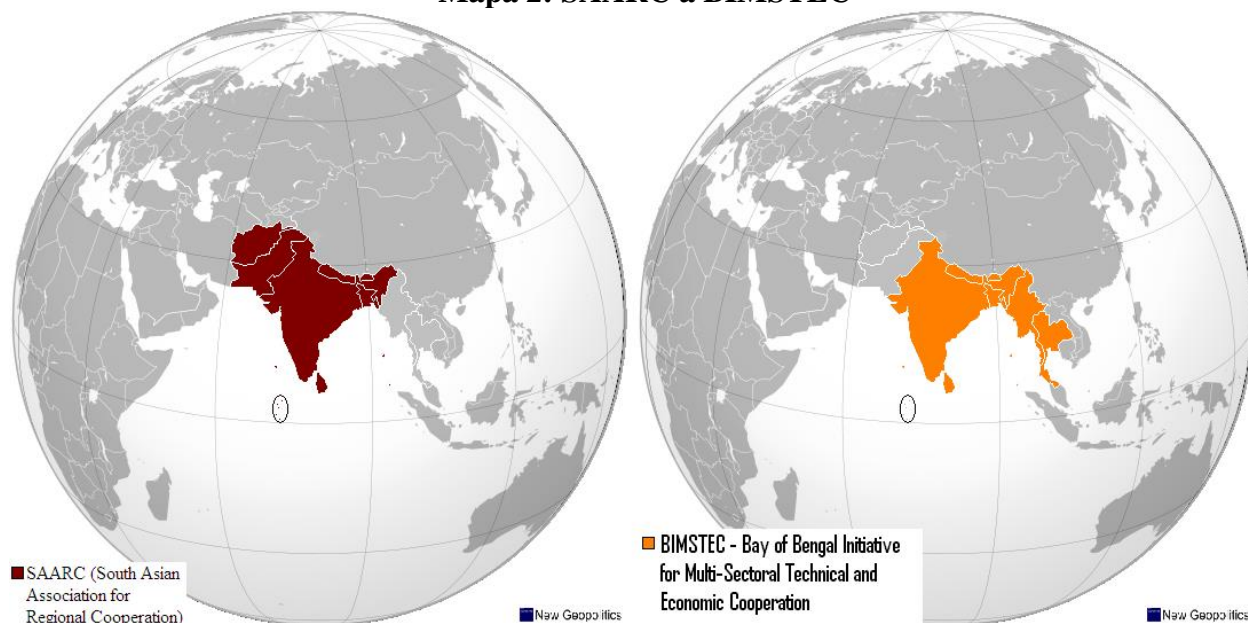 Mapa 2: SAARC a BIMSTEC
SAARC (South Asian
Association for
Regional Cooperation)
New Geopolitics
BIMSTEC - Bay of Bengal Initiative
for Multi-Sectoral Technical and
Economic Cooperation
New Geopolitics